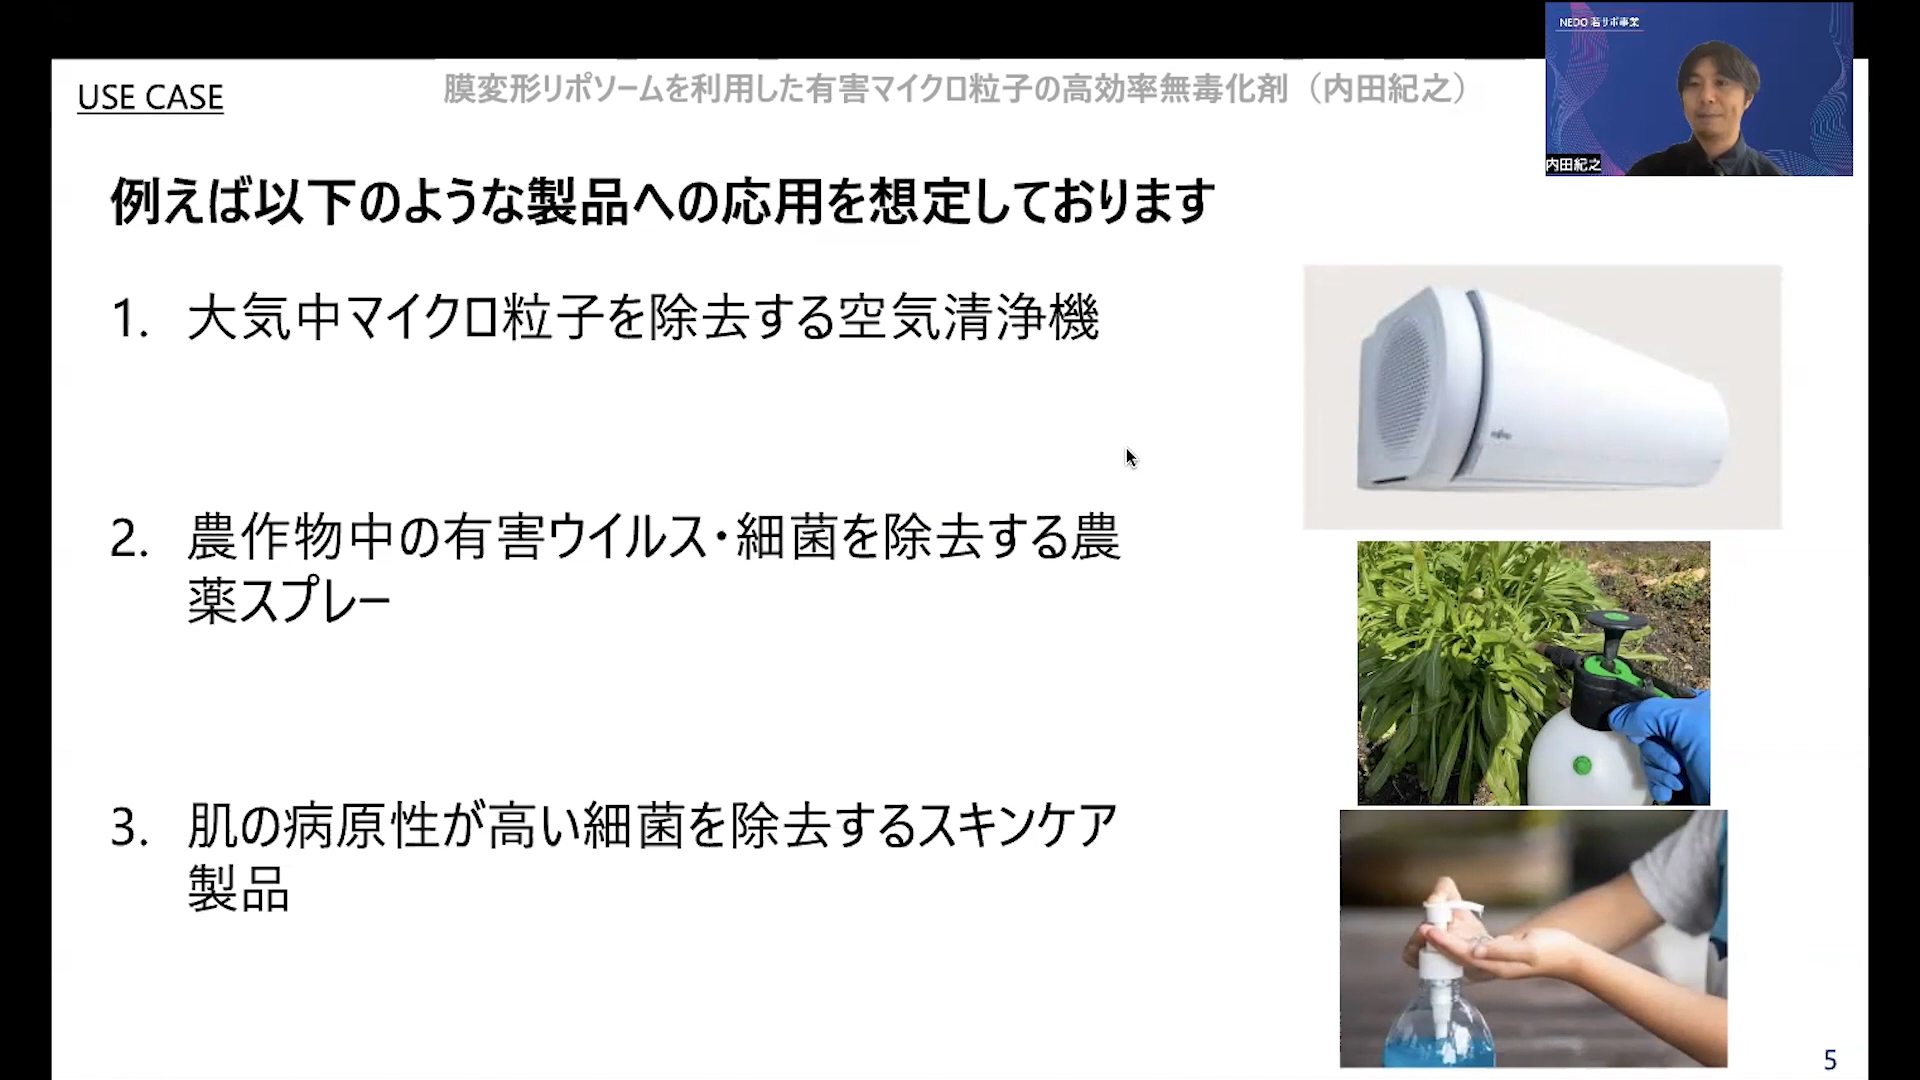 NEDO 若サポ事業
内田紀之
USE CASE
膜変形リポソームを利用した有害マイクロ粒子の高効率無毒化剤（内田紀之）
例えば以下のような製品への応用を想定しております
1. 大気中マイクロ粒子を除去する空気清浄機
2. 農作物中の有害ウイルス・細菌を除去する農
薬スプレー
3. 肌の病原性が高い細菌を除去するスキンケア
製品
5